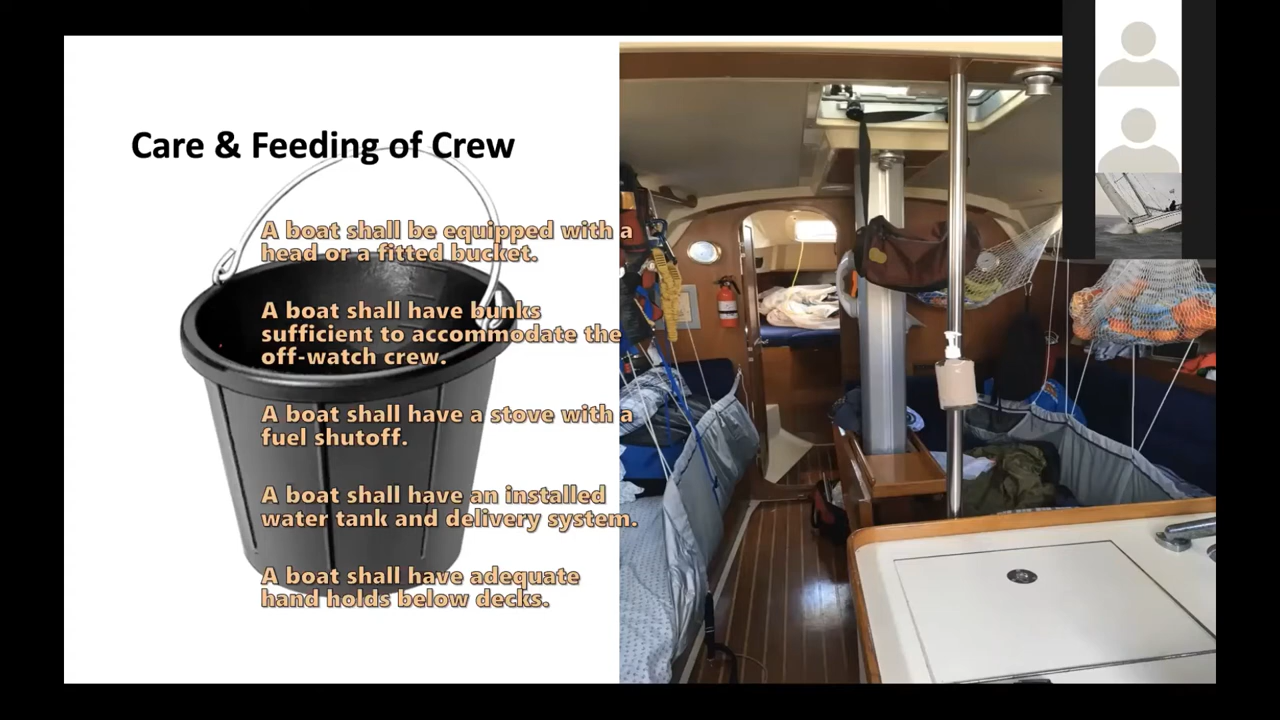 Care & Feeding of Crew
A boat shall be equipped with a
head or a fitted bucket.
A boat shall have bunks
sufficient to accommodate the
off-watch crew.
A boat shall have a stove with a
fuel shutoff.
A boat shall have an installed
water tank and delivery system.
A boat shall have adequate
hand holds below decks.